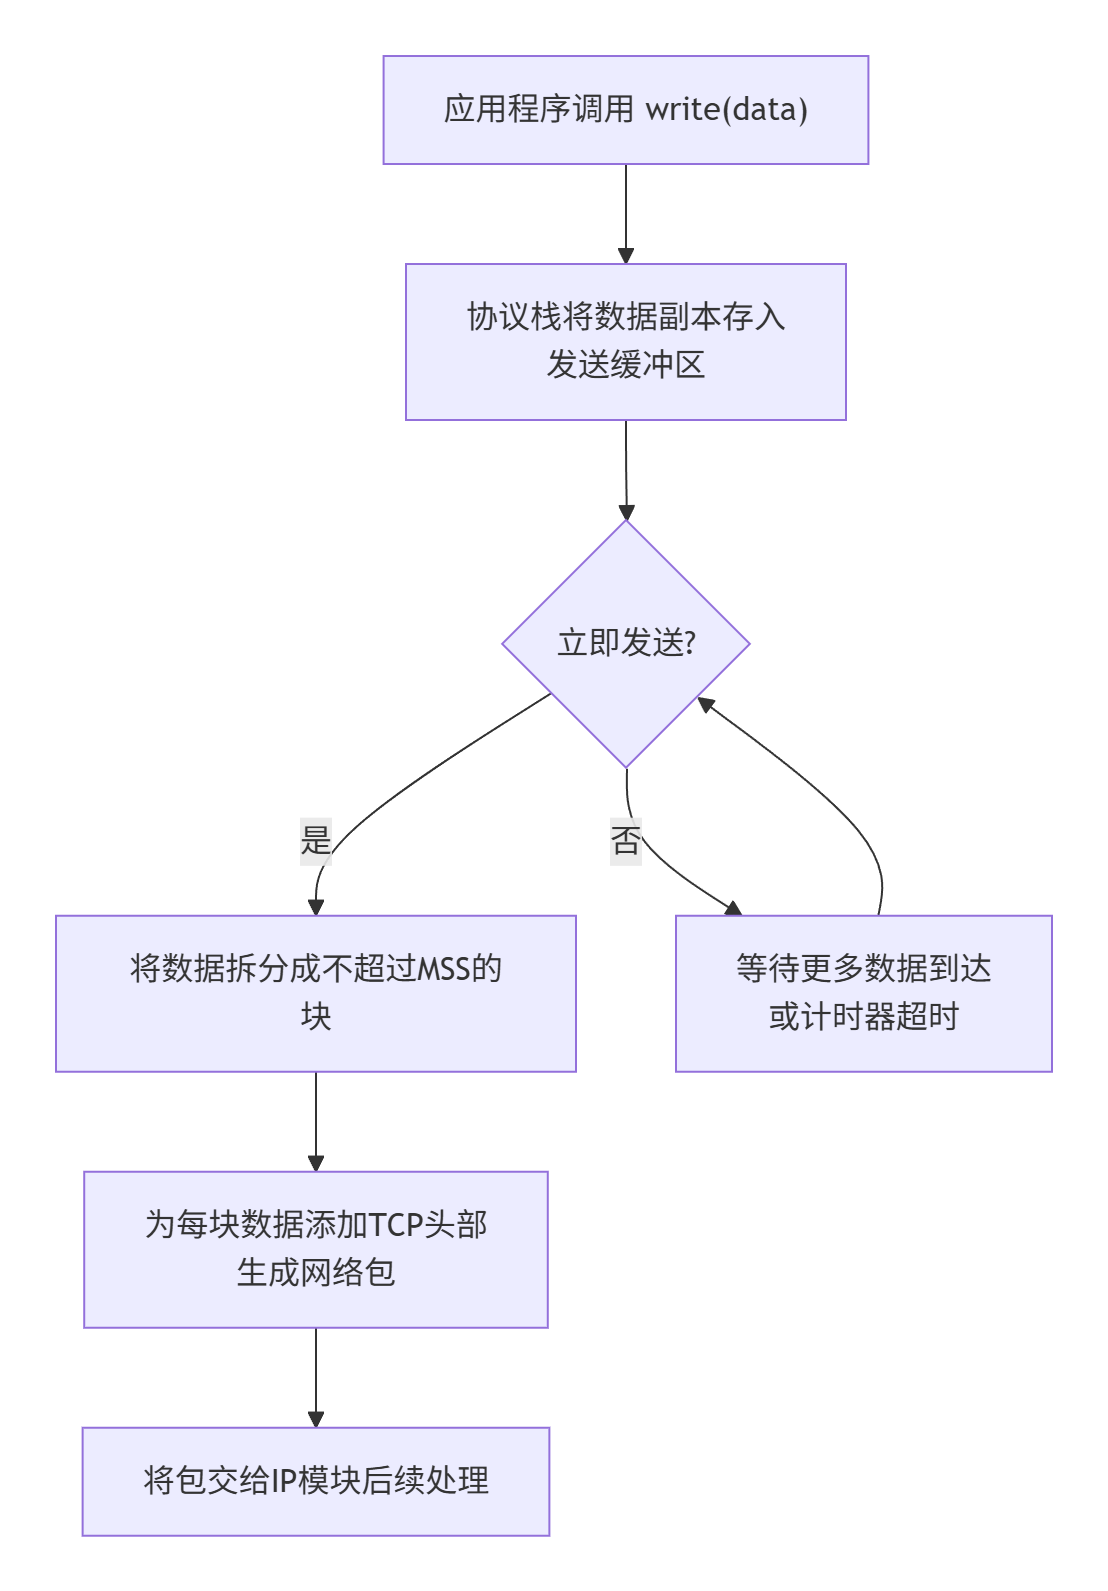 应用程序调用 write(data)
协议栈将数据副本存入
发送缓冲区
立即发送?
是
否
将数据拆分成不超过MSS的
块
等待更多数据到达
或计时器超时
为每块数据添加TCP头部
生成网络包
将包交给IP模块后续处理